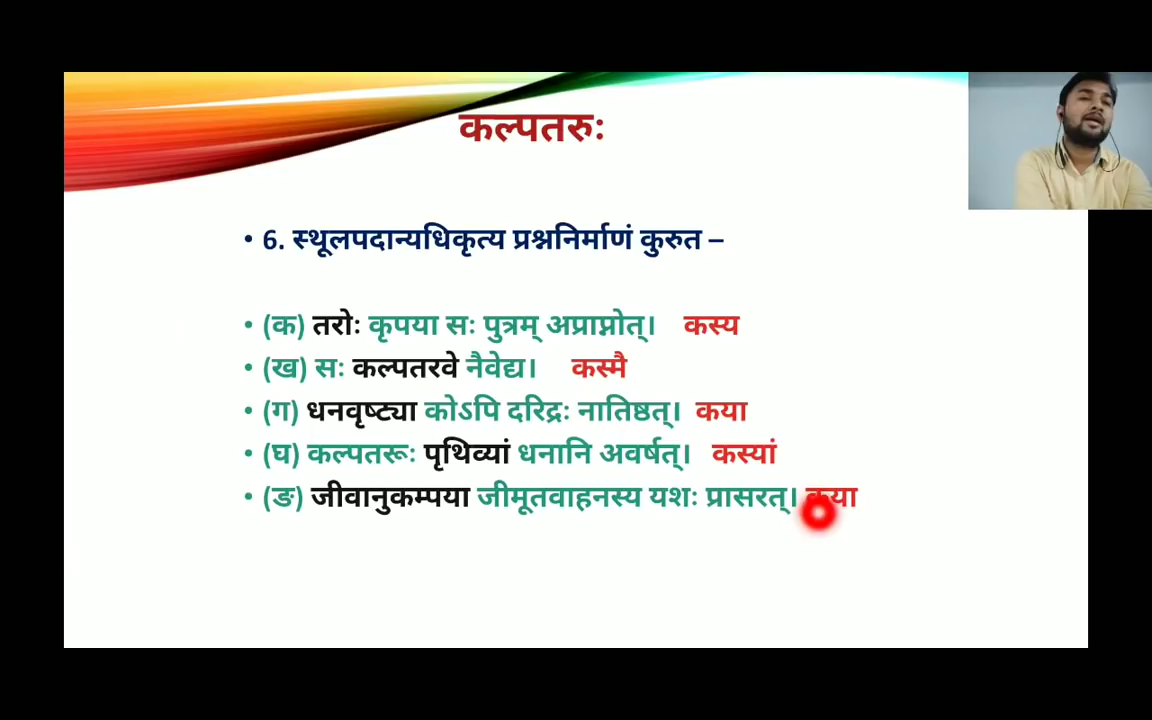 कल्पतरुः
• 6. स्थूलपदान्यधिकृत्य प्रश्ननिर्माणं कुरुत –
• (क) तरोः कृपया सः पुत्रम् अप्राप्नोत्। कस्य
• (ख) सः कल्पतरवे नैवेद्य। कस्मै
• (ग) धनवृष्ट्या कोऽपि दरिद्रः नातिष्ठत्। कया
• (घ) कल्पतरूः पृथिव्यां धनानि अवर्षत्। कस्यां
• (ङ) जीवानुकम्पया जीमूतवाहनस्य यशः प्रासरत्। कया